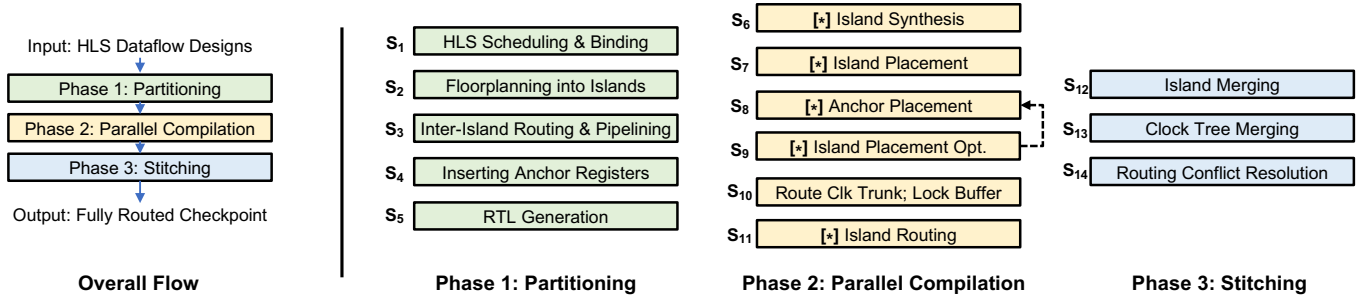 Input: HLS Dataflow Designs
Phase 1: Partitioning
Phase 2: Parallel Compilation
Phase 3: Stitching
Output: Fully Routed Checkpoint
Overall Flow
S1 HLS Scheduling & Binding
S2 Floorplanning into Islands
S3 Inter-Island Routing & Pipelining
S4 Inserting Anchor Registers
S5 RTL Generation
Phase 1: Partitioning
S6 [*] Island Synthesis
S7 [*] Island Placement
S8 [*] Anchor Placement
S9 [*] Island Placement Opt.
S10 Route Clk Trunk; Lock Buffer
S11 [*] Island Routing
Phase 2: Parallel Compilation
S12 Island Merging
S13 Clock Tree Merging
S14 Routing Conflict Resolution
Phase 3: Stitching